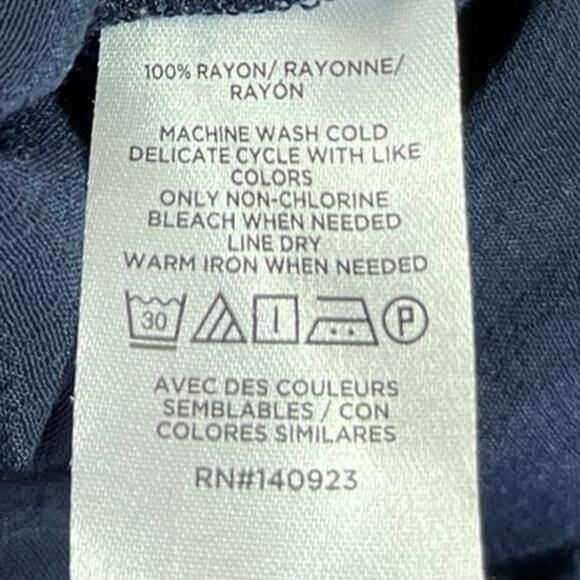 100% RAYON/ RAYONNE/
RAYÓN
MACHINE WASH COLD
DELICATE CYCLE WITH LIKE
COLORS
ONLY NON-CHLORINE
BLEACH WHEN NEEDED
LINE DRY
WARM IRON WHEN NEEDED
30 P
AVEC DES COULEURS
SEMBLABLES / CON
COLORES SIMILARES
RN#140923